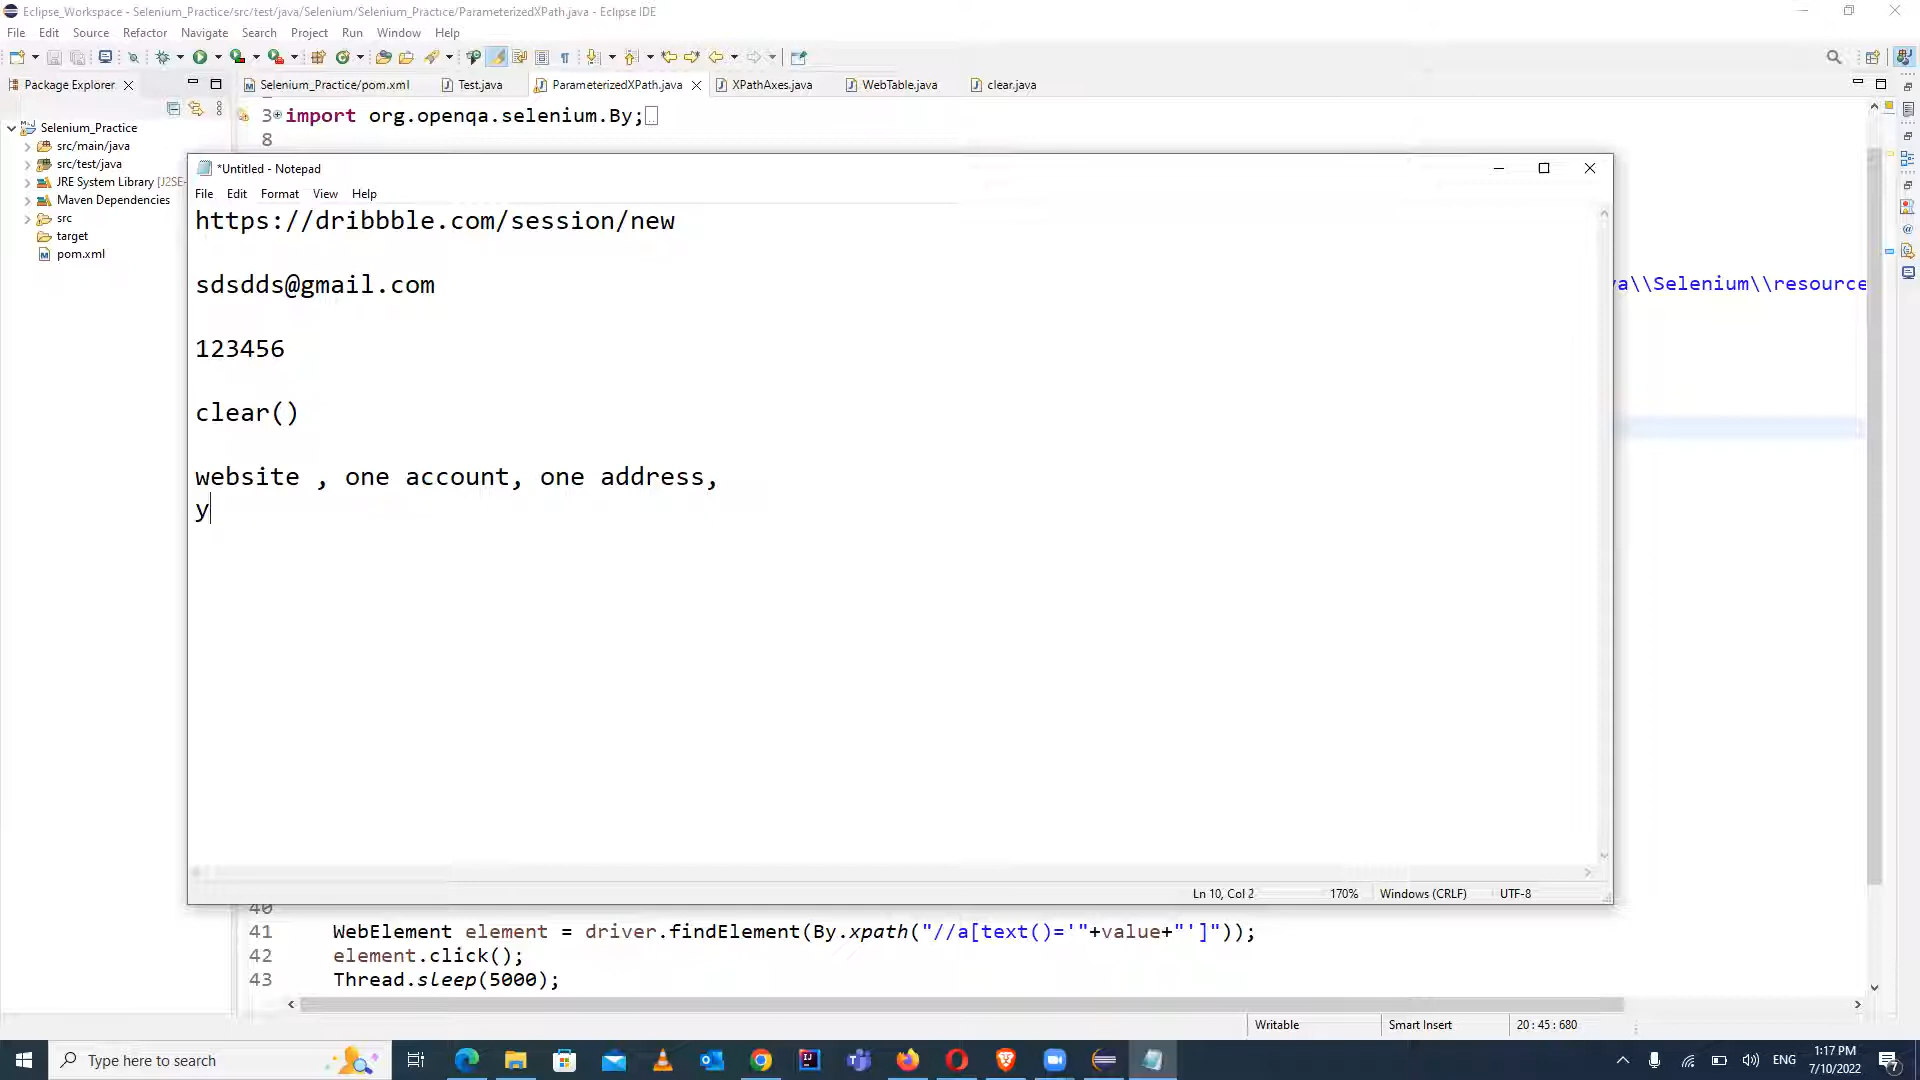 Eclipse_Workspace - Selenium_Practice/src/test/java/Selenium/Selenium_Practice/ParameterizedXPath.java - Eclipse IDE
File Edit Source Refactor Navigate Search Project Run Window Help
Package Explorer
Selenium_Practice/pom.xml Test.java ParameterizedXPath.java XPathAxes.java WebTable.java clear.java
3 import org.openqa.selenium.By;
8
Selenium_Practice
src/main/java
src/test/java
JRE System Library [J2SE-
Maven Dependencies
src
target
pom.xml
*Untitled - Notepad
File Edit Format View Help
https://dribbble.com/session/new
sdsdds@gmail.com
123456
clear()
website , one account, one address,
y
va\\Selenium\\resource
Ln 10, Col 2 170% Windows (CRLF) UTF-8
40
41 WebElement element = driver.findElement(By.xpath("//a[text()='"+value+"']"));
42 element.click();
43 Thread.sleep(5000);
Writable Smart Insert 20 : 45 : 680
Type here to search
ENG
1:17 PM
7/10/2022
7